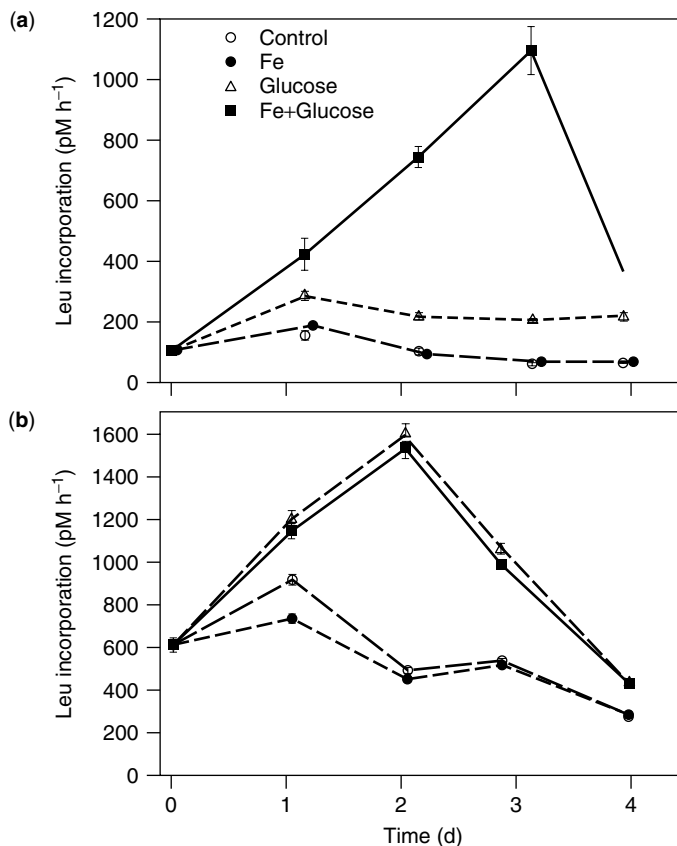 (a)
1200
1000
800
600
400
200
0
Leu incorporation (pM h⁻¹)
Control
Fe
Glucose
Fe+Glucose
(b)
1600
1400
1200
1000
800
600
400
200
0
Leu incorporation (pM h⁻¹)
0 1 2 3 4
Time (d)